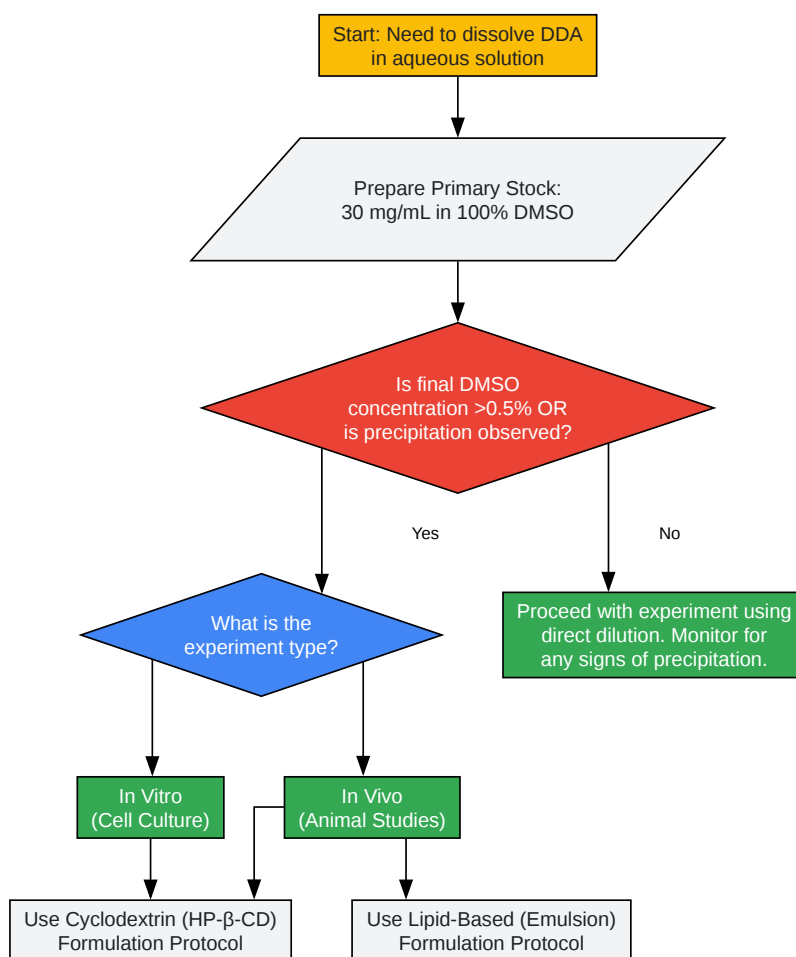 Start: Need to dissolve DDA
in aqueous solution
Prepare Primary Stock:
30 mg/mL in 100% DMSO
Is final DMSO
concentration >0.5% OR
is precipitation observed?
Yes
No
What is the
experiment type?
Proceed with experiment using
direct dilution. Monitor for
any signs of precipitation.
In Vitro
(Cell Culture)
In Vivo
(Animal Studies)
Use Cyclodextrin (HP-β-CD)
Formulation Protocol
Use Lipid-Based (Emulsion)
Formulation Protocol